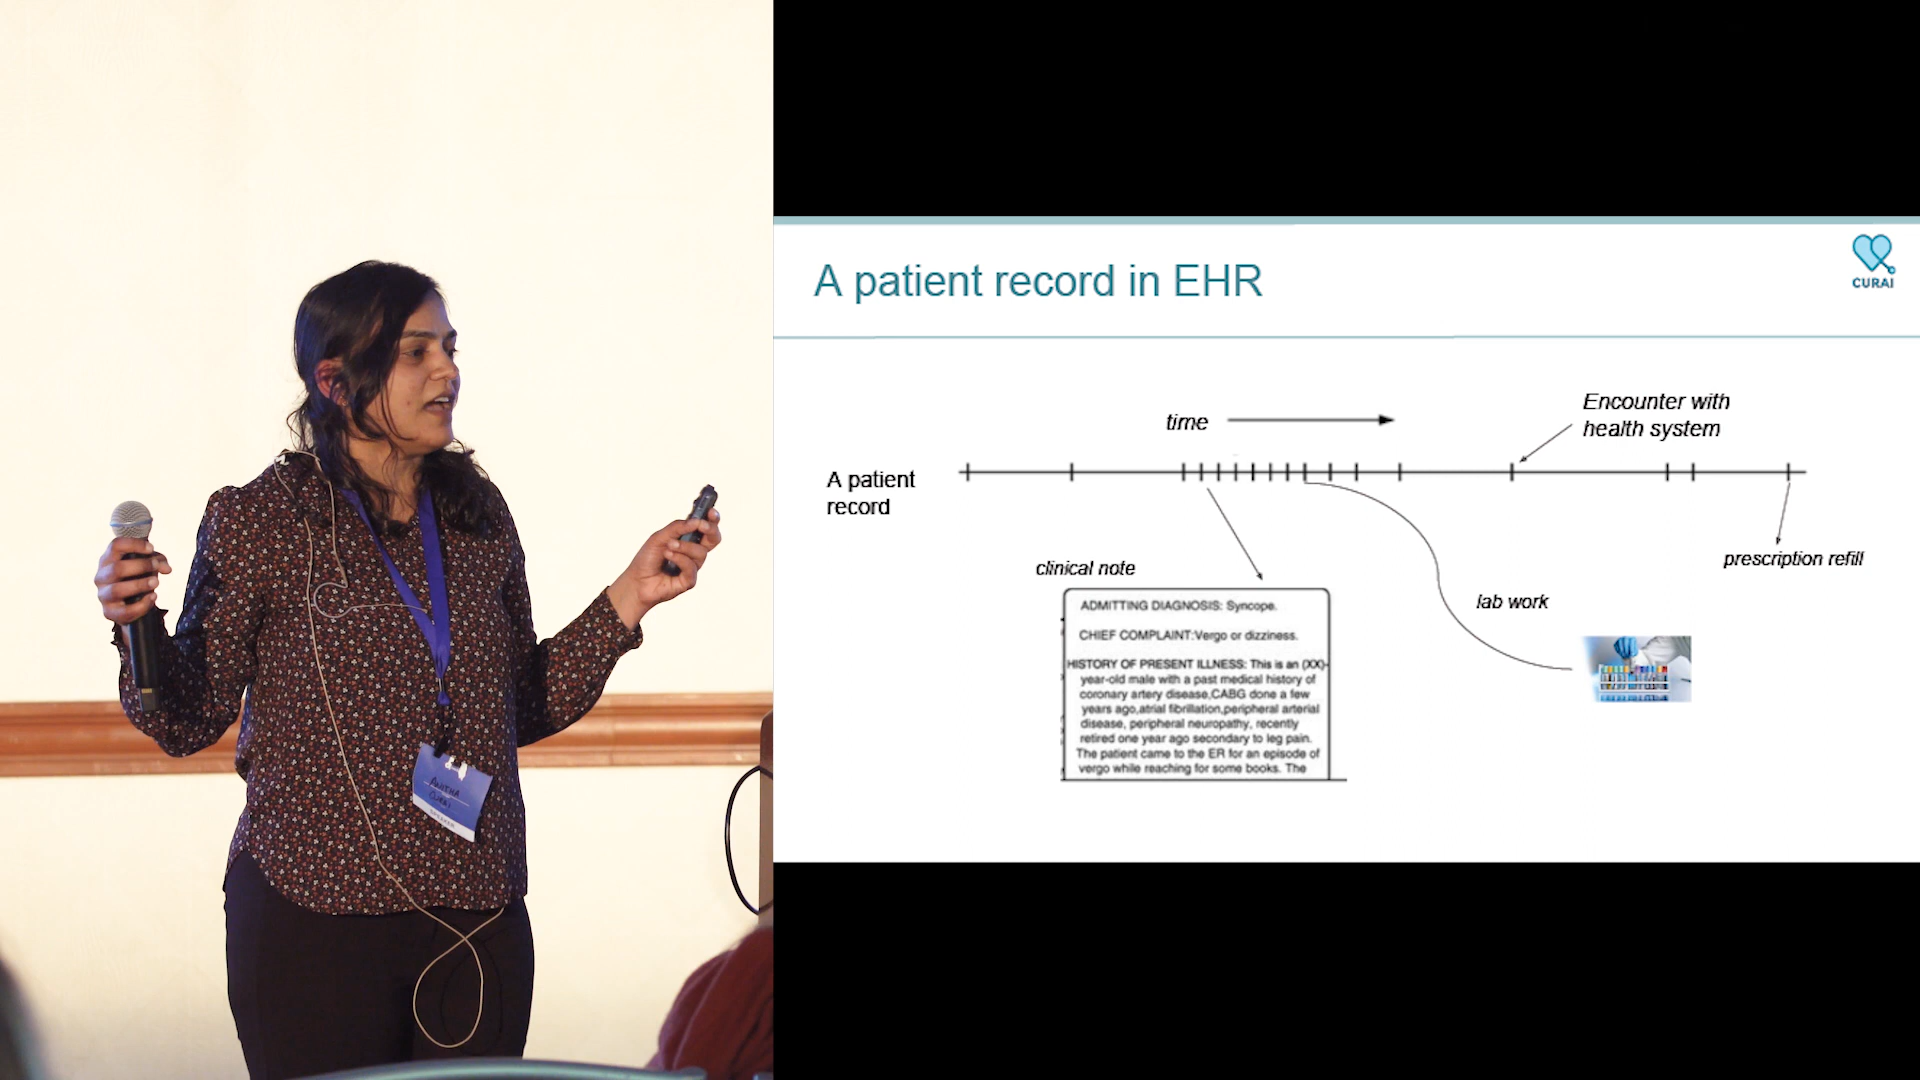 ANITHA
CURAI
SPEAKER
A patient record in EHR
CURAI
time
Encounter with
health system
A patient
record
prescription refill
clinical note
lab work
ADMITTING DIAGNOSIS: Syncope.
CHIEF COMPLAINT:Vergo or dizziness.
HISTORY OF PRESENT ILLNESS: This is an (XX)-
year-old male with a past medical history of
coronary artery disease,CABG done a few
years ago,atrial fibrillation,peripheral arterial
disease, peripheral neuropathy, recently
retired one year ago secondary to leg pain.
The patient came to the ER for an episode of
vergo while reaching for some books. The